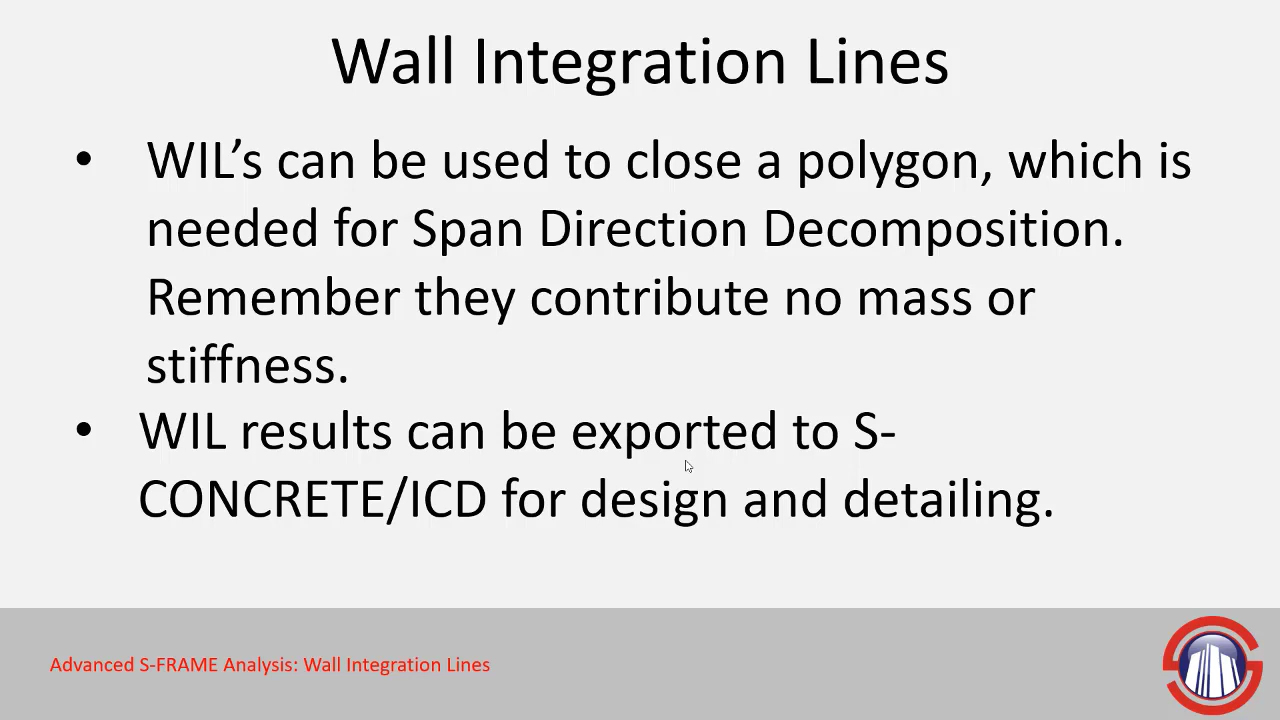 Wall Integration Lines
• WIL’s can be used to close a polygon, which is
needed for Span Direction Decomposition.
Remember they contribute no mass or
stiffness.
• WIL results can be exported to S-
CONCRETE/ICD for design and detailing.
Advanced S-FRAME Analysis: Wall Integration Lines